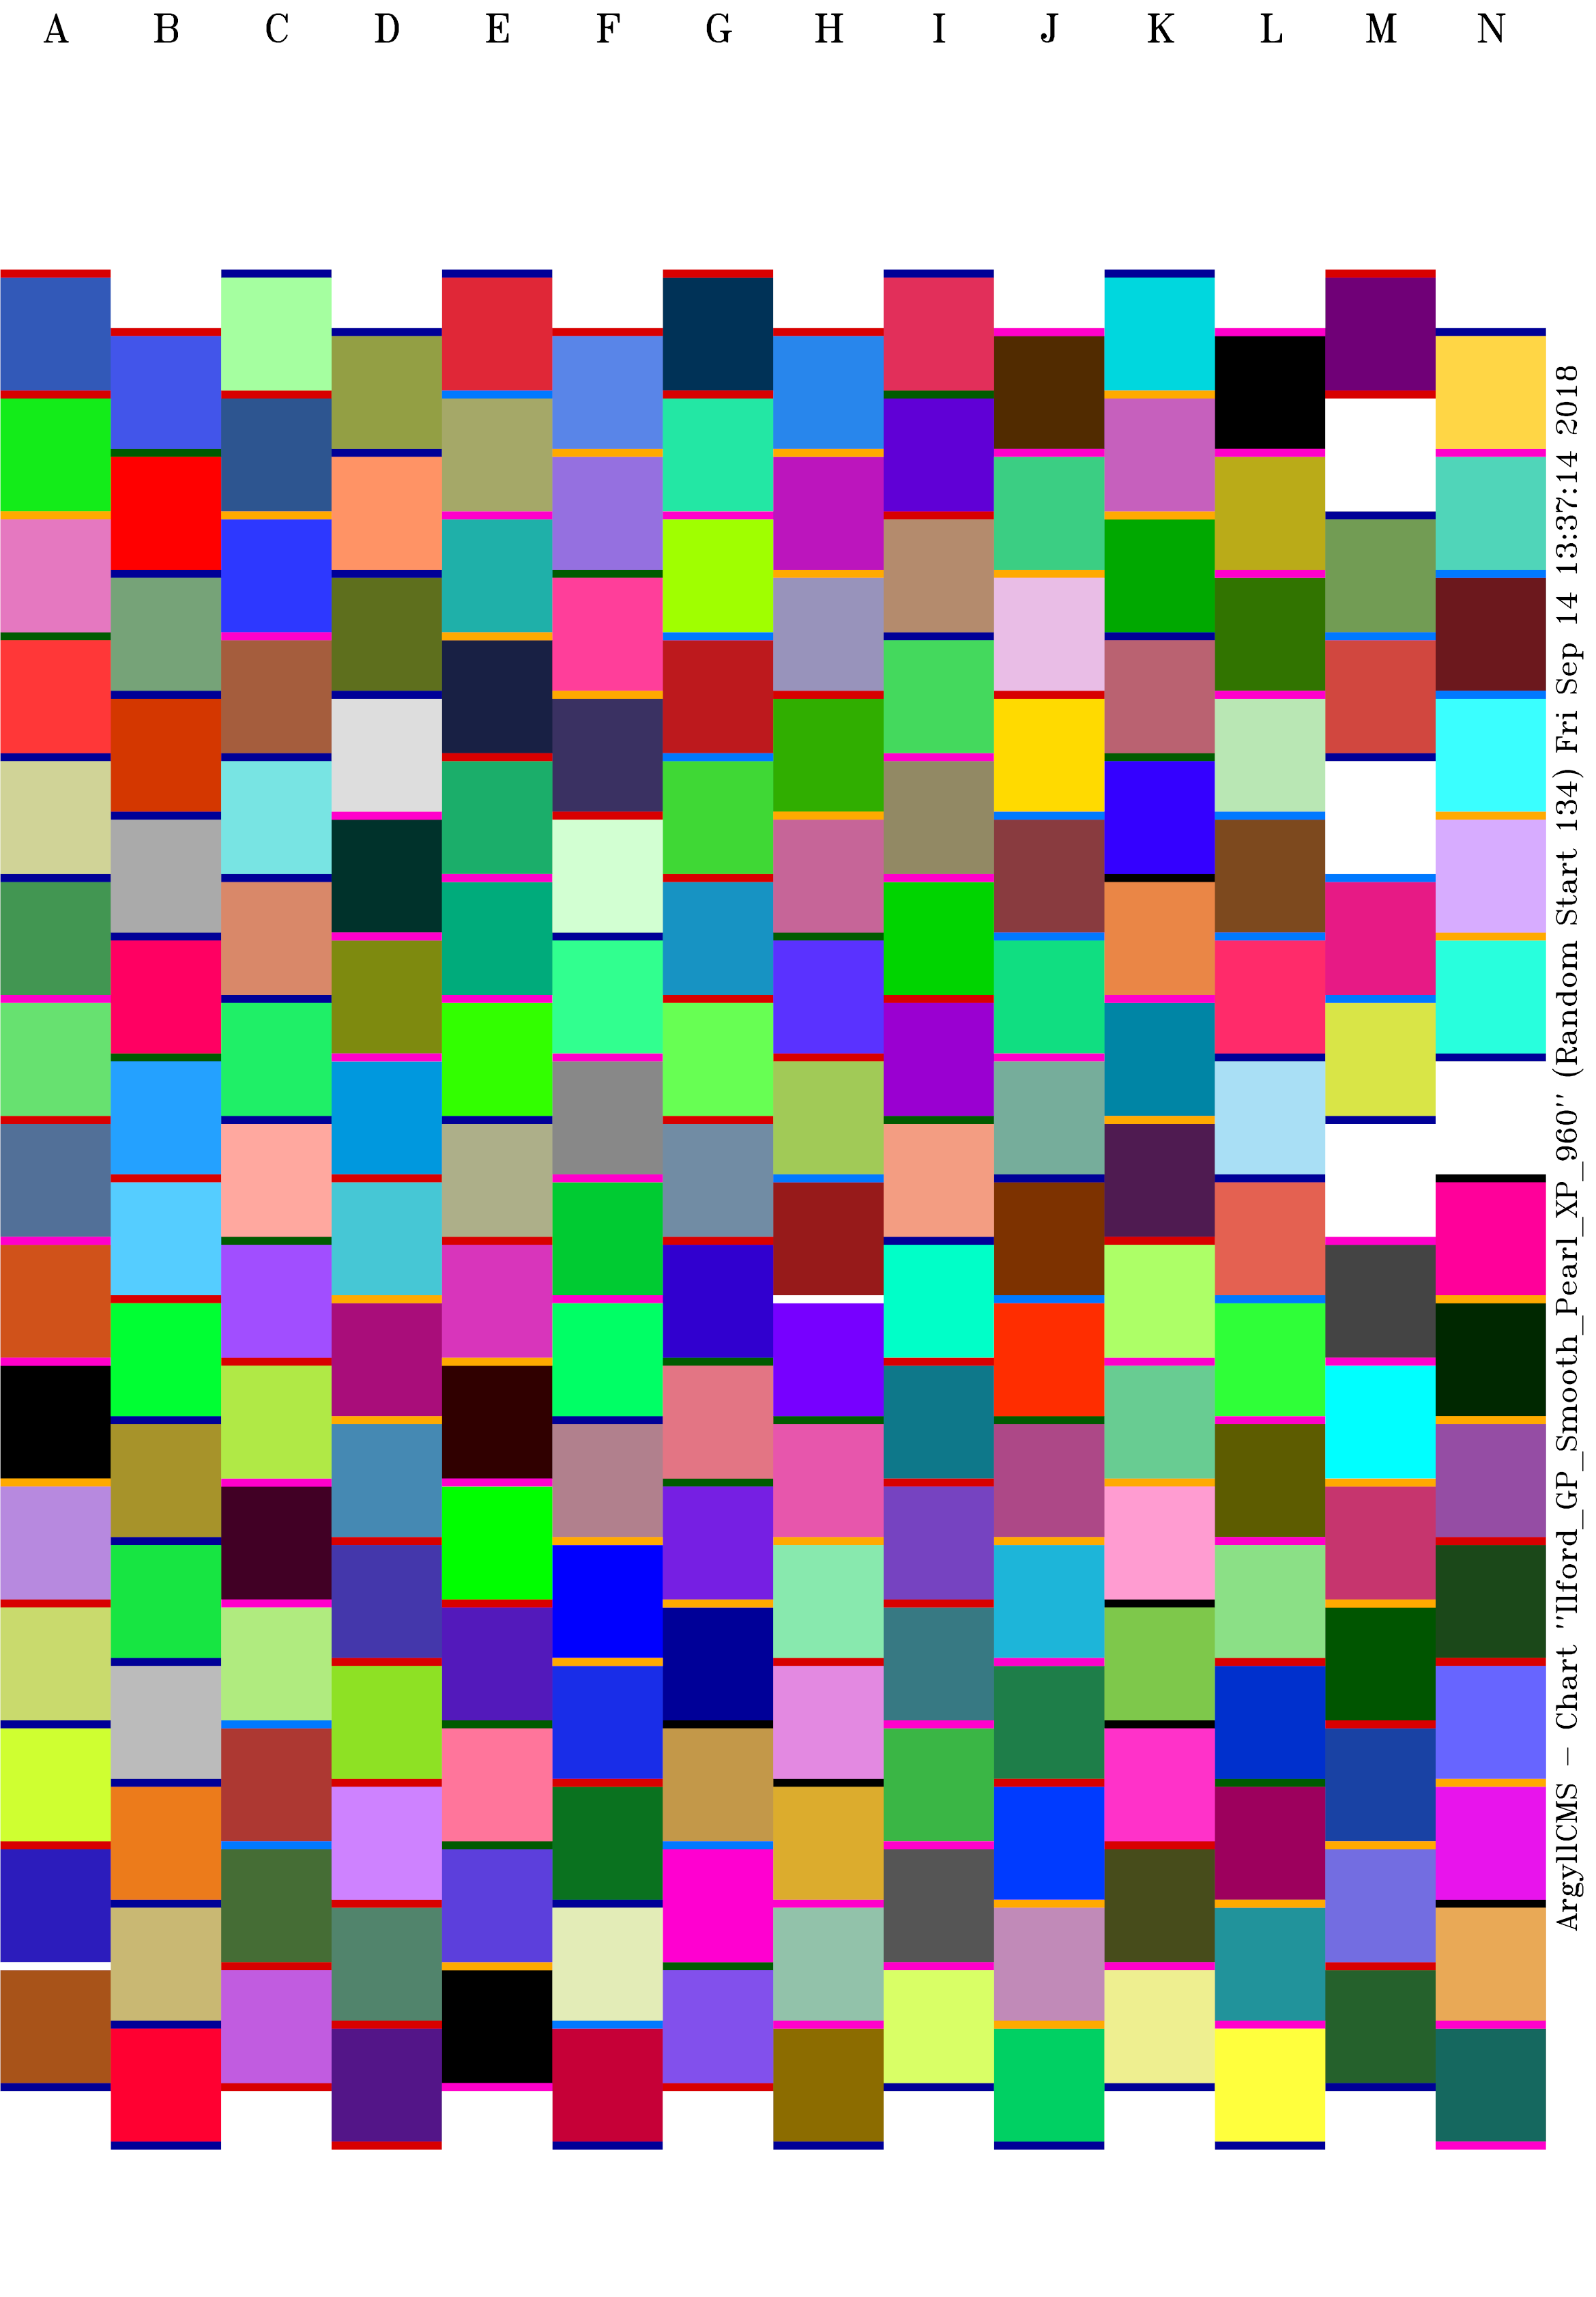 A B C D E F G H I J K L M N
ArgyllCMS - Chart "Ilford_GP_Smooth_Pearl_XP_960" (Random Start 134) Fri Sep 14 13:37:14 2018